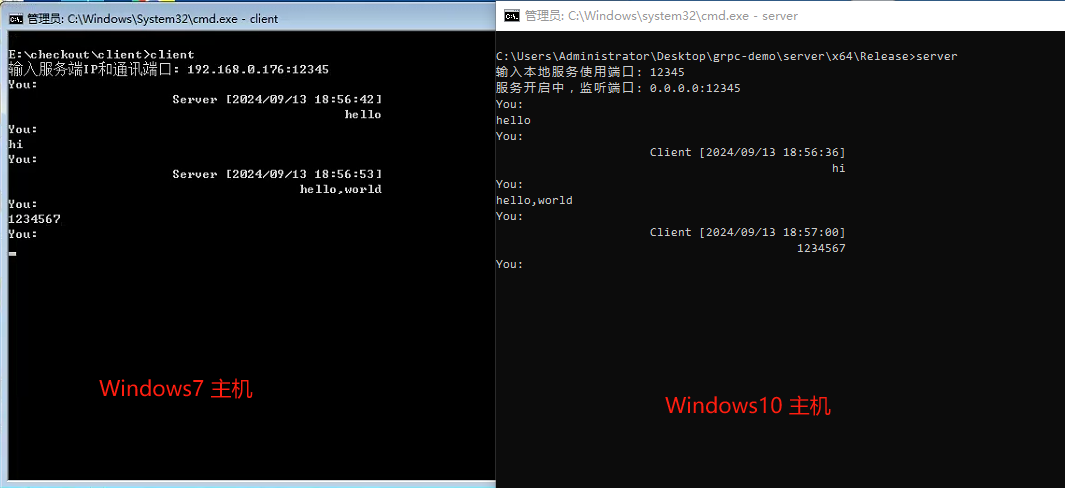 管理员: C:\Windows\System32\cmd.exe - client
E:\checkout\client>client
输入服务端IP和通讯端口: 192.168.0.176:12345
You:
Server [2024/09/13 18:56:42]
hello
You:
hi
You:
Server [2024/09/13 18:56:53]
hello,world
You:
1234567
You:
Windows7 主机
管理员: C:\Windows\system32\cmd.exe - server
C:\Users\Administrator\Desktop\grpc-demo\server\x64\Release>server
输入本地服务使用端口: 12345
服务开启中，监听端口: 0.0.0.0:12345
You:
hello
You:
Client [2024/09/13 18:56:36]
hi
You:
hello,world
You:
Client [2024/09/13 18:57:00]
1234567
You:
Windows10 主机